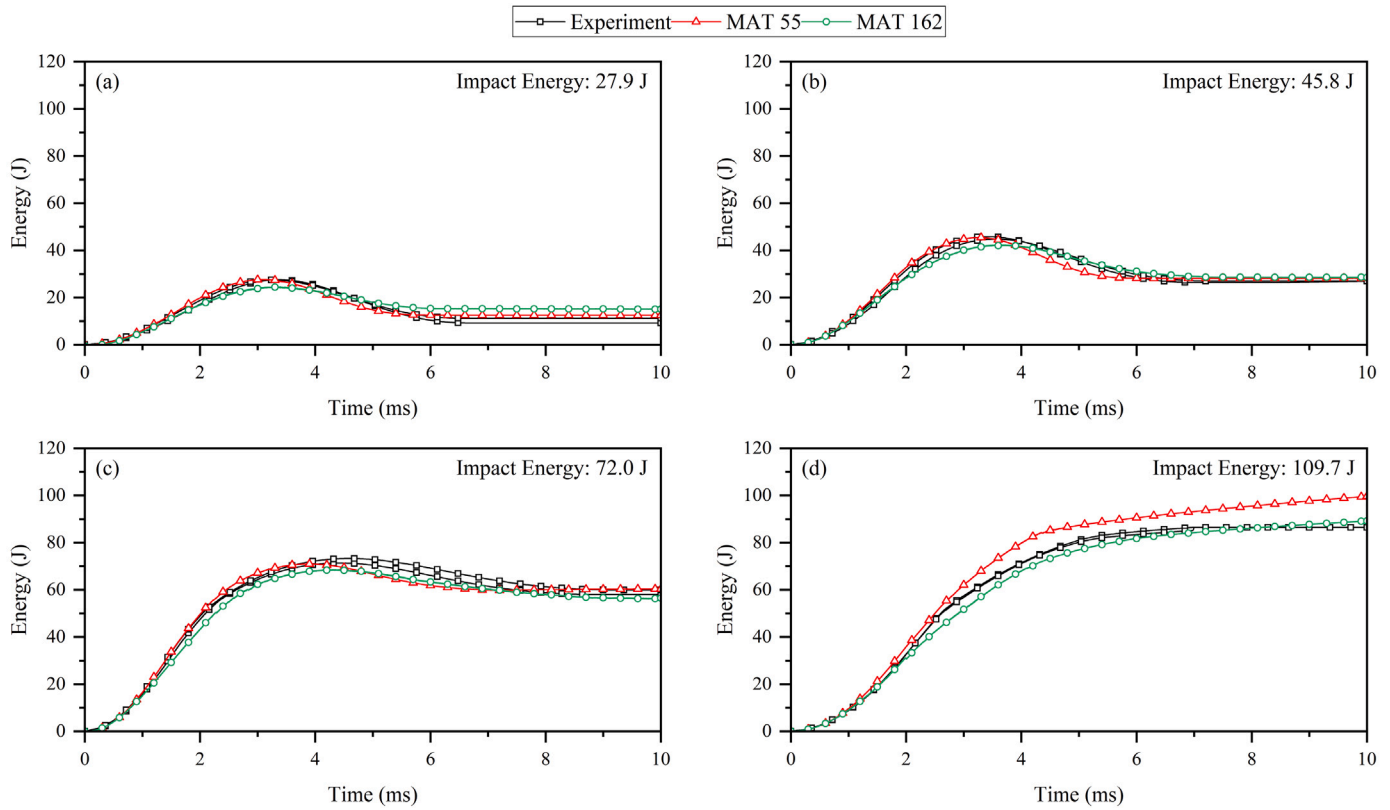 Experiment MAT 55 MAT 162
(a) Impact Energy: 27.9 J
120
100
80
60
40
20
0
Energy (J)
0 2 4 6 8 10
Time (ms)
(b) Impact Energy: 45.8 J
120
100
80
60
40
20
0
Energy (J)
0 2 4 6 8 10
Time (ms)
(c) Impact Energy: 72.0 J
120
100
80
60
40
20
0
Energy (J)
0 2 4 6 8 10
Time (ms)
(d) Impact Energy: 109.7 J
120
100
80
60
40
20
0
Energy (J)
0 2 4 6 8 10
Time (ms)